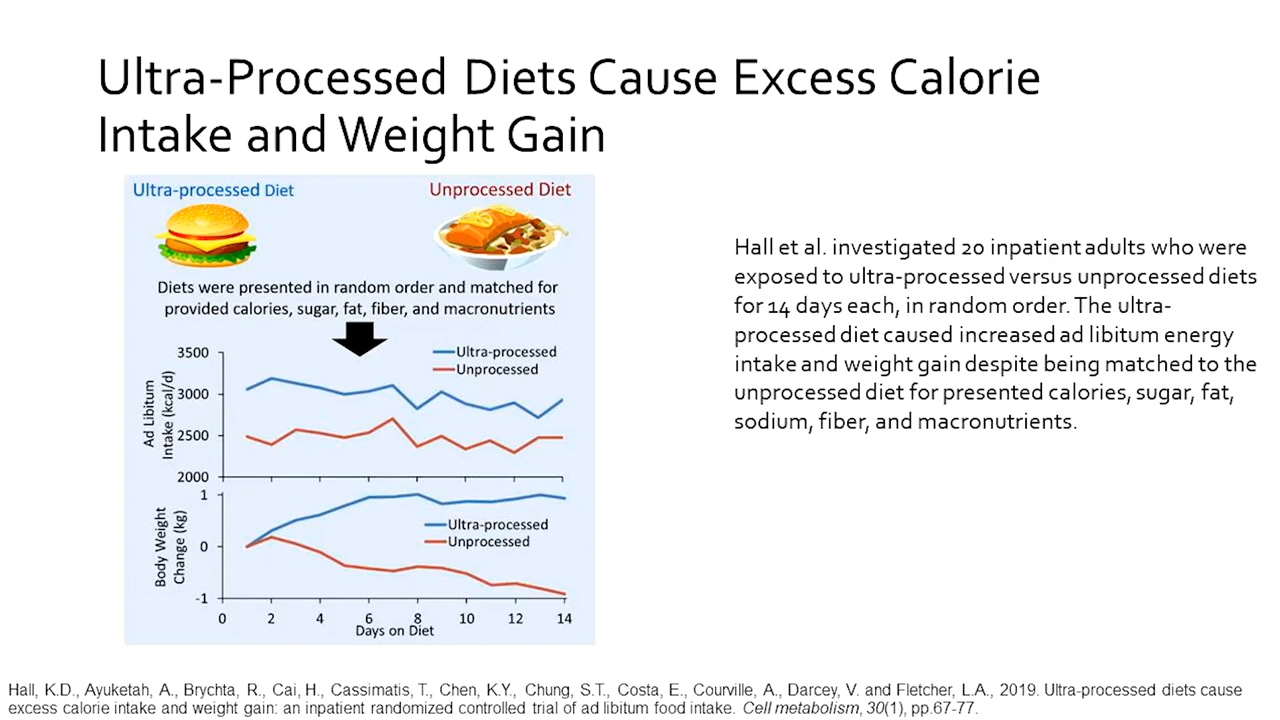 Ultra-Processed Diets Cause Excess Calorie
Intake and Weight Gain
Ultra-processed Diet
Unprocessed Diet
Diets were presented in random order and matched for
provided calories, sugar, fat, fiber, and macronutrients
Ad Libitum
Intake (kcal/d)
3500
3000
2500
2000
Ultra-processed
Unprocessed
Body Weight
Change (kg)
1
0
-1
Ultra-processed
Unprocessed
0 2 4 6 8 10 12 14
Days on Diet
Hall et al. investigated 20 inpatient adults who were
exposed to ultra-processed versus unprocessed diets
for 14 days each, in random order. The ultra-
processed diet caused increased ad libitum energy
intake and weight gain despite being matched to the
unprocessed diet for presented calories, sugar, fat,
sodium, fiber, and macronutrients.
Hall, K.D., Ayuketah, A., Brychta, R., Cai, H., Cassimatis, T., Chen, K.Y., Chung, S.T., Costa, E., Courville, A., Darcey, V. and Fletcher, L.A., 2019. Ultra-processed diets cause
excess calorie intake and weight gain: an inpatient randomized controlled trial of ad libitum food intake. Cell metabolism, 30(1), pp.67-77.